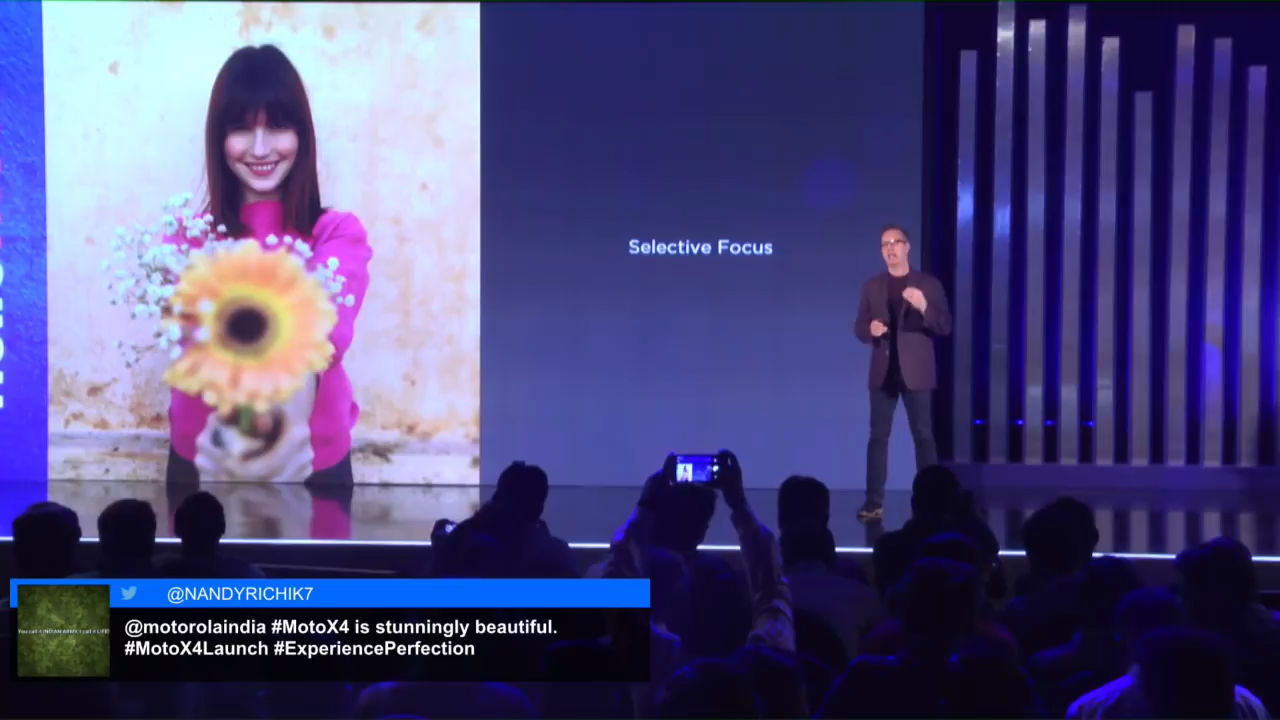 Selective Focus
@NANDYRICHIK7
@motorolaindia #MotoX4 is stunningly beautiful.
#MotoX4Launch #ExperiencePerfection